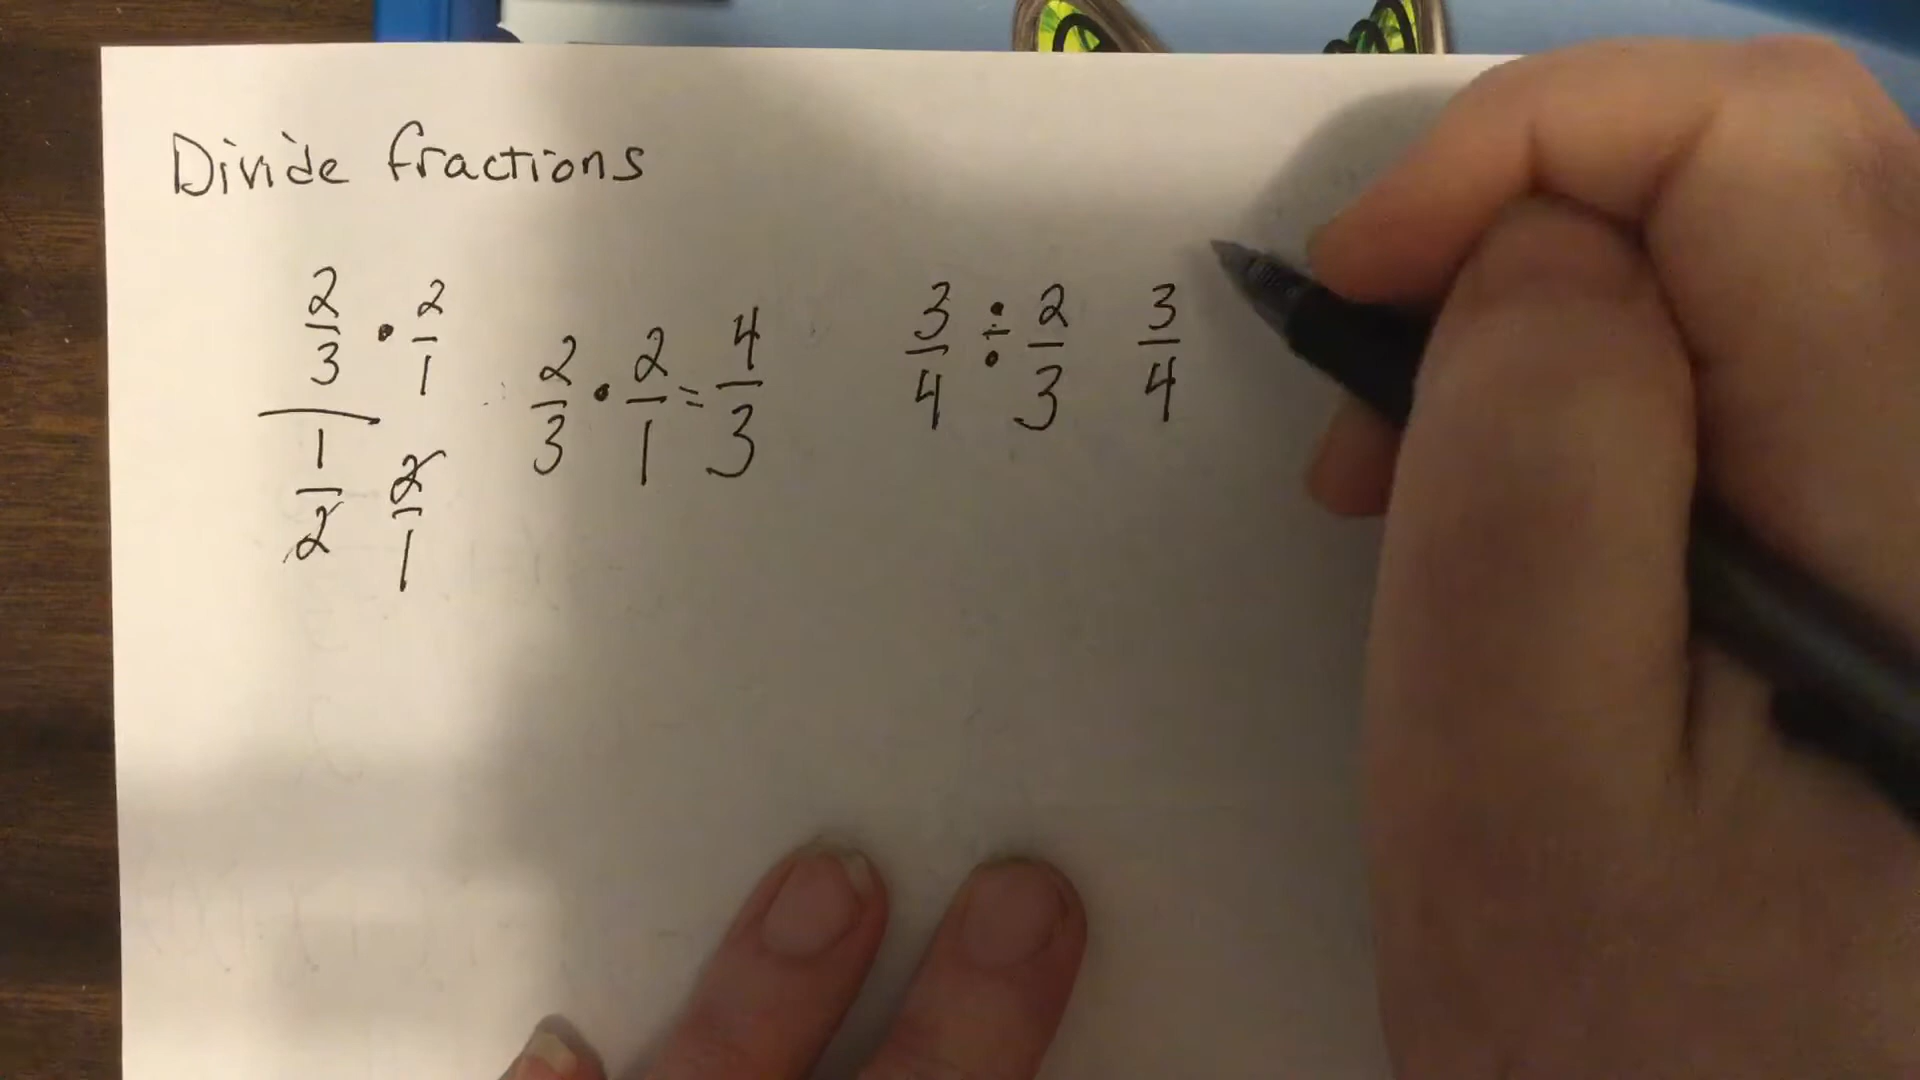 Divide fractions
2/3 • 2/1
1/2 2/1
2/3 • 2/1 = 4/3
3/4 ÷ 2/3 3/4